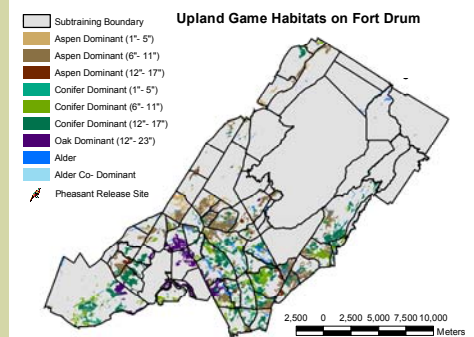 Upland Game Habitats on Fort Drum
Subtraining Boundary
Aspen Dominant (1"- 5")
Aspen Dominant (6"- 11")
Aspen Dominant (12"- 17")
Conifer Dominant (1"- 5")
Conifer Dominant (6"- 11")
Conifer Dominant (12"- 17")
Oak Dominant (12"- 23")
Alder
Alder Co- Dominant
Pheasant Release Site
2,500 0 2,500 5,000 7,500 10,000
Meters